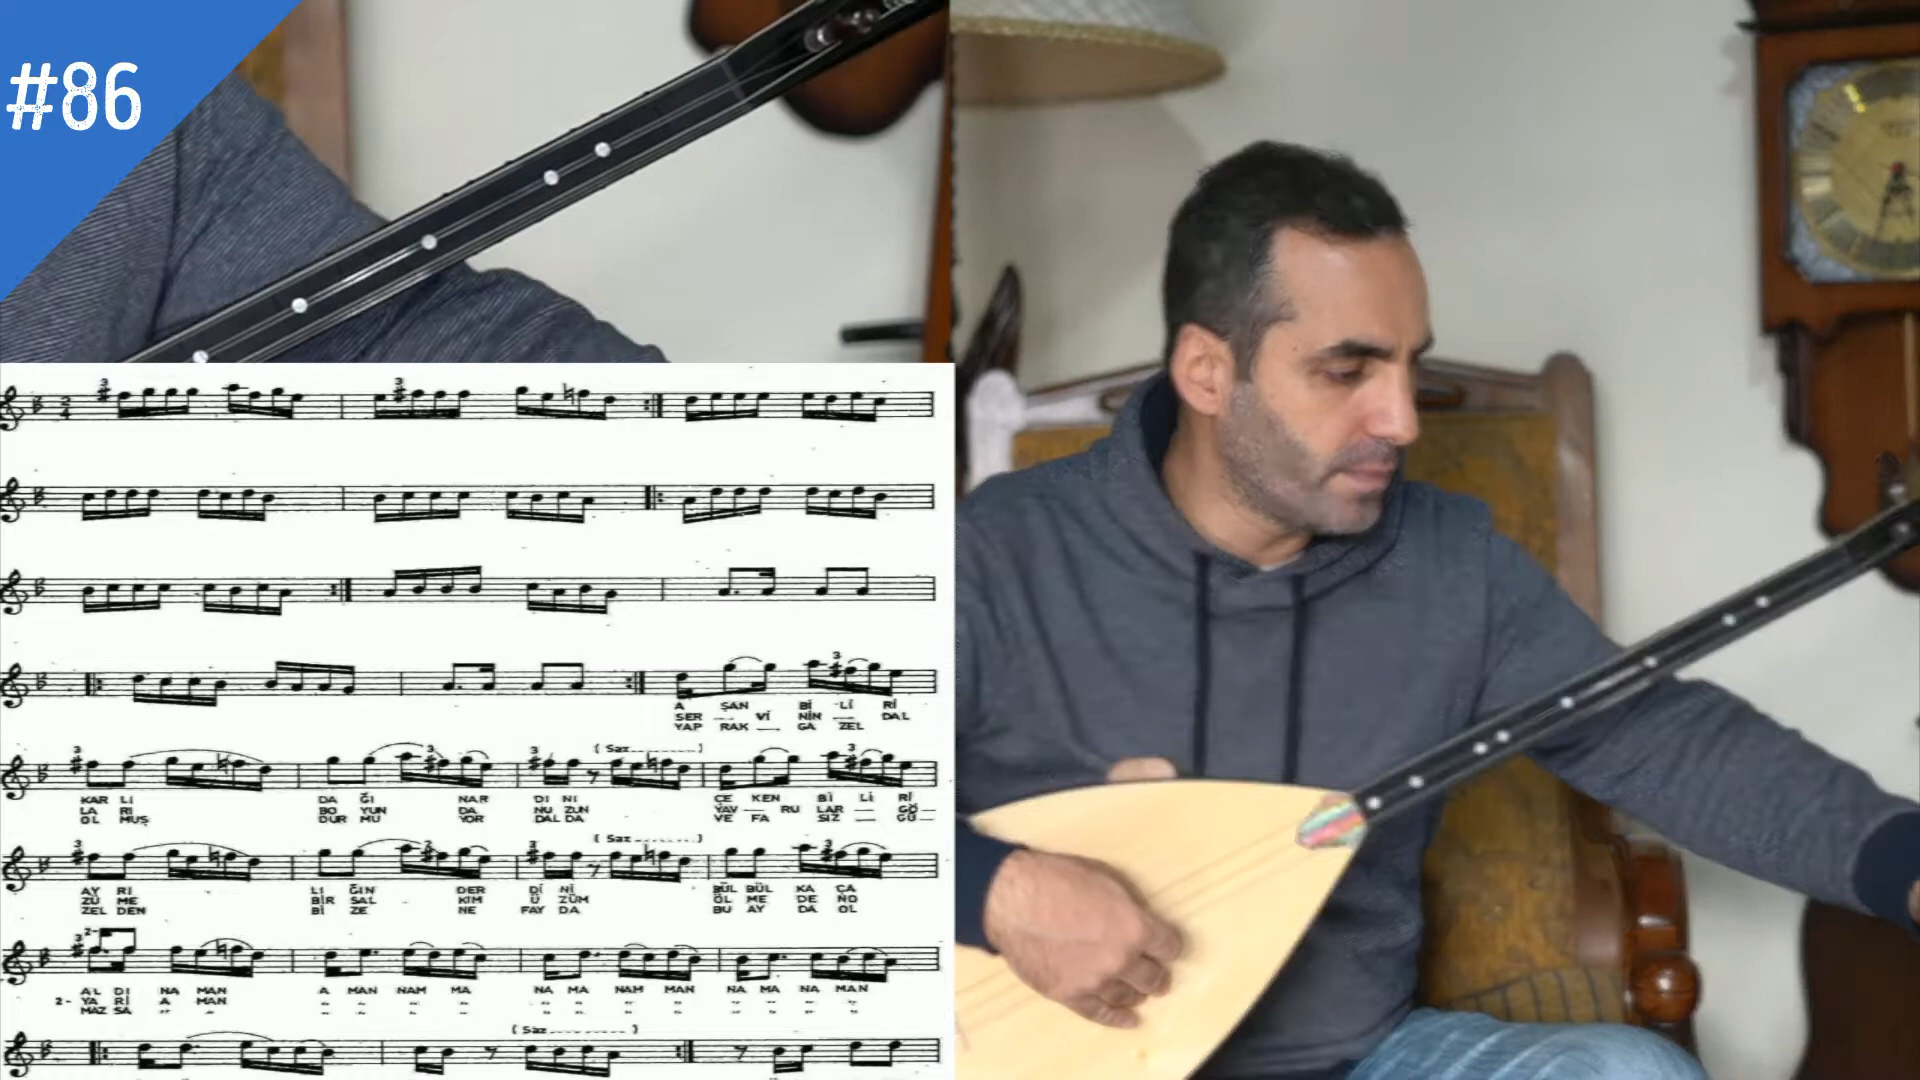 #86
A ŞAN Bİ Lİ Rİ
SER Vİ NİN DAL
YAP RAK GA ZEL
( Saz )
KAR LI DA ĞI NAR DI NI ÇE KEN Bİ Lİ Rİ
LA RI BO YUN DA NU ZUN YAV RU LAR GÖ
OL MUŞ DUR MU YOR DAL DA VE FA SIZ GÜ
( Saz )
AY RI LI ĞIN DER Dİ Nİ BÜL BÜL KA ÇA
ZÜ ME BİR SAL KIM Ü ZÜM ÖL ME DE NO
ZEL DEN Bİ ZE NE FAY DA BU AY DA OL
AL DI NA MAN A MAN NAM MA NA MA NAM MAN NA MA NA MAN
2 - YA RI A MAN
MAZ SA
( Saz )